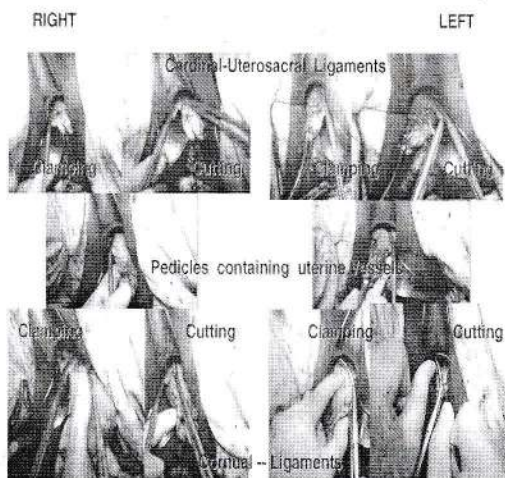 RIGHT LEFT
Cardinal-Uterosacral Ligaments
Clamping Cutting Clamping Cutting
Pedicles containing uterine vessels
Clamping Cutting Clamping Cutting
Cornual -- Ligaments